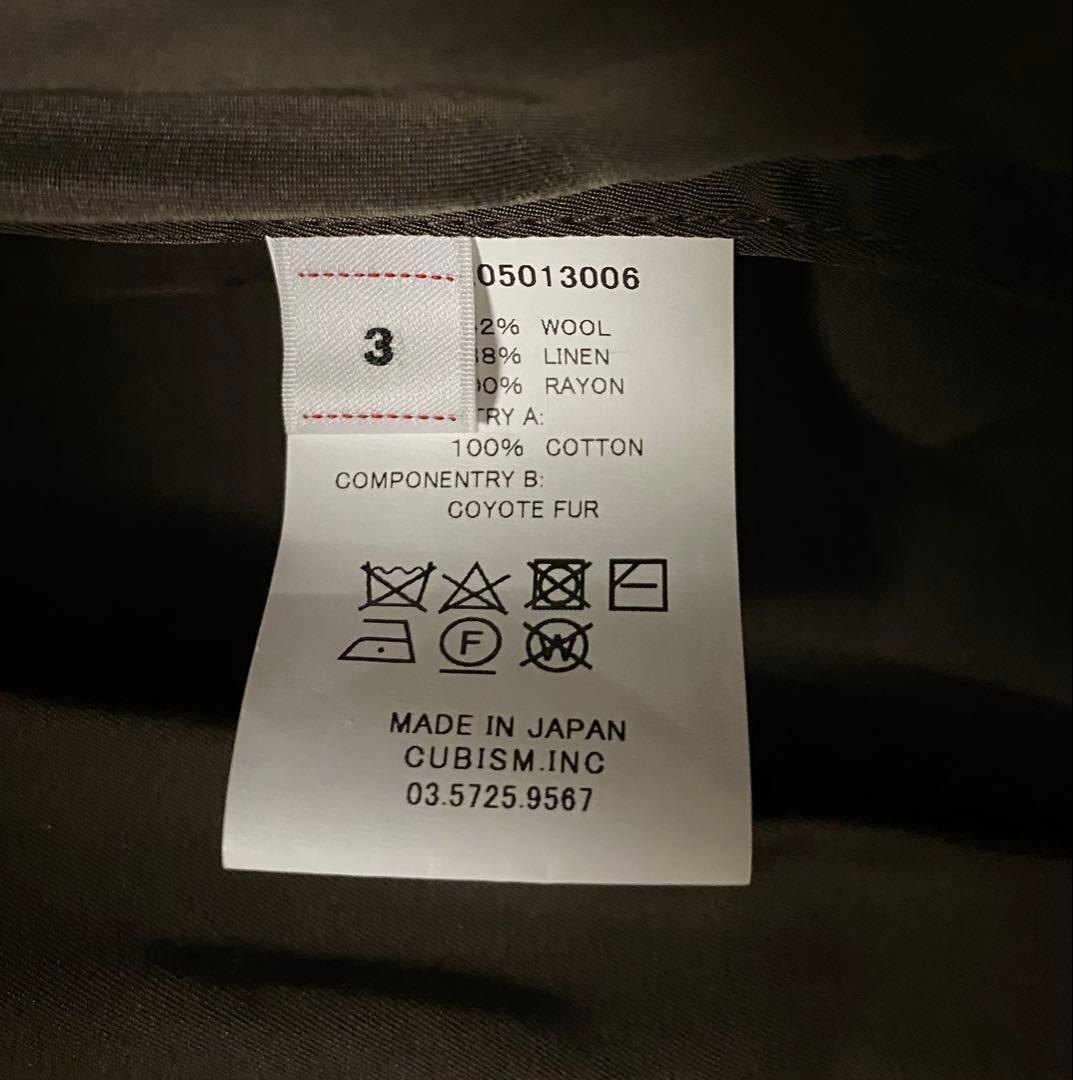 3
05013006
2% WOOL
8% LINEN
0% RAYON
TRY A:
100% COTTON
COMPONENTRY B:
COYOTE FUR
F
W
MADE IN JAPAN
CUBISM.INC
03.5725.9567